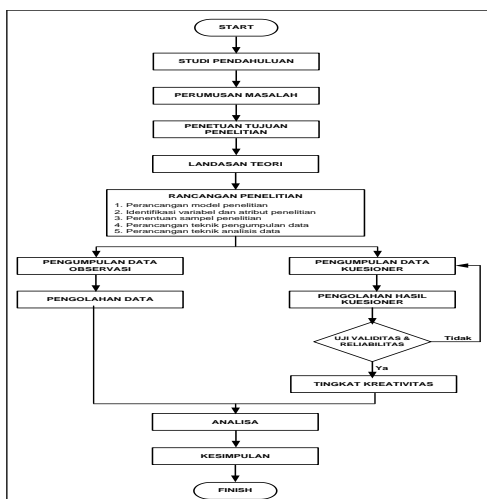 START
STUDI PENDAHULUAN
PERUMUSAN MASALAH
PENETUAN TUJUAN
PENELITIAN
LANDASAN TEORI
RANCANGAN PENELITIAN
1. Perancangan model penelitian
2. Identifikasi variabel dan atribut penelitian
3. Penentuan sampel penelitian
4. Perancangan teknik pengumpulan data
5. Perancangan teknik analisis data
PENGUMPULAN DATA
OBSERVASI
PENGOLAHAN DATA
PENGUMPULAN DATA
KUESIONER
PENGOLAHAN HASIL
KUESIONER
UJI VALIDITAS &
RELIABILITAS
Tidak
Ya
TINGKAT KREATIVITAS
ANALISA
KESIMPULAN
FINISH